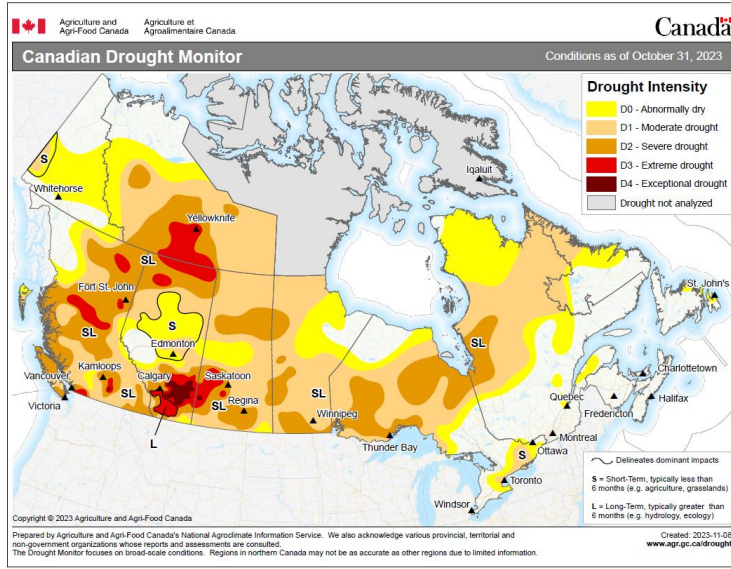 Agriculture and
Agri-Food Canada
Agriculture et
Agroalimentaire Canada
Canada
Canadian Drought Monitor
Conditions as of October 31, 2023
Drought Intensity
D0 - Abnormally dry
D1 - Moderate drought
D2 - Severe drought
D3 - Extreme drought
D4 - Exceptional drought
Drought not analyzed
S
Whitehorse
Iqaluit
Yellowknife
SL
Fort St. John
St. John's
S
SL
Edmonton
SL
Kamloops
Calgary
Saskatoon
Charlottetown
Vancouver
SL
SL
Regina
SL
Quebec
Halifax
Victoria
Winnipeg
Fredericton
L
Thunder Bay
Montreal
Ottawa
S
Toronto
Windsor
Delineates dominant impacts
S = Short-Term, typically less than
6 months (e.g. agriculture, grasslands)
L = Long-Term, typically greater than
6 months (e.g. hydrology, ecology)
Copyright © 2023 Agriculture and Agri-Food Canada
Prepared by Agriculture and Agri-Food Canada's National Agroclimate Information Service. We also acknowledge various provincial, territorial and
non-government organizations whose reports and assessments are consulted.
The Drought Monitor focuses on broad-scale conditions. Regions in northern Canada may not be as accurate as other regions due to limited information.
Created: 2023-11-08
www.agr.gc.ca/drought